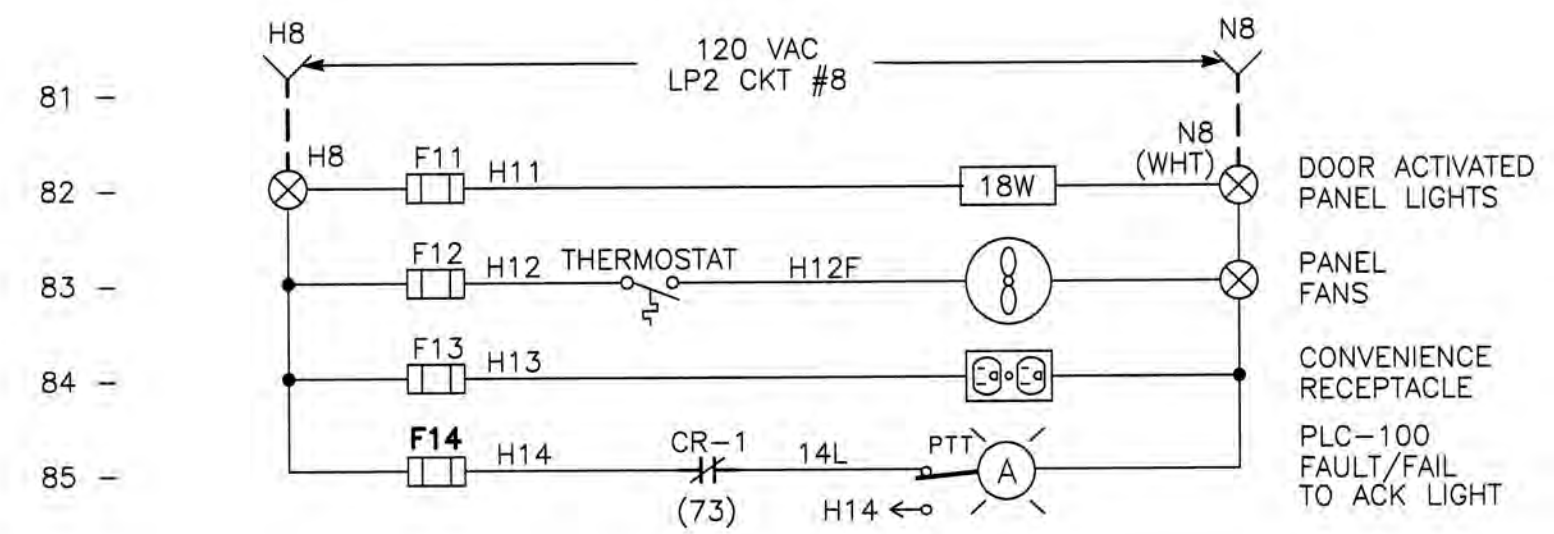 H8
N8
120 VAC
LP2 CKT #8
81 –
N8
(WHT)
H8
F11
H11
82 –
18W
DOOR ACTIVATED
PANEL LIGHTS
F12
H12
THERMOSTAT
H12F
83 –
PANEL
FANS
F13
H13
84 –
CONVENIENCE
RECEPTACLE
F14
H14
CR-1
(73)
14L
PTT
A
H14
85 –
PLC-100
FAULT/FAIL
TO ACK LIGHT